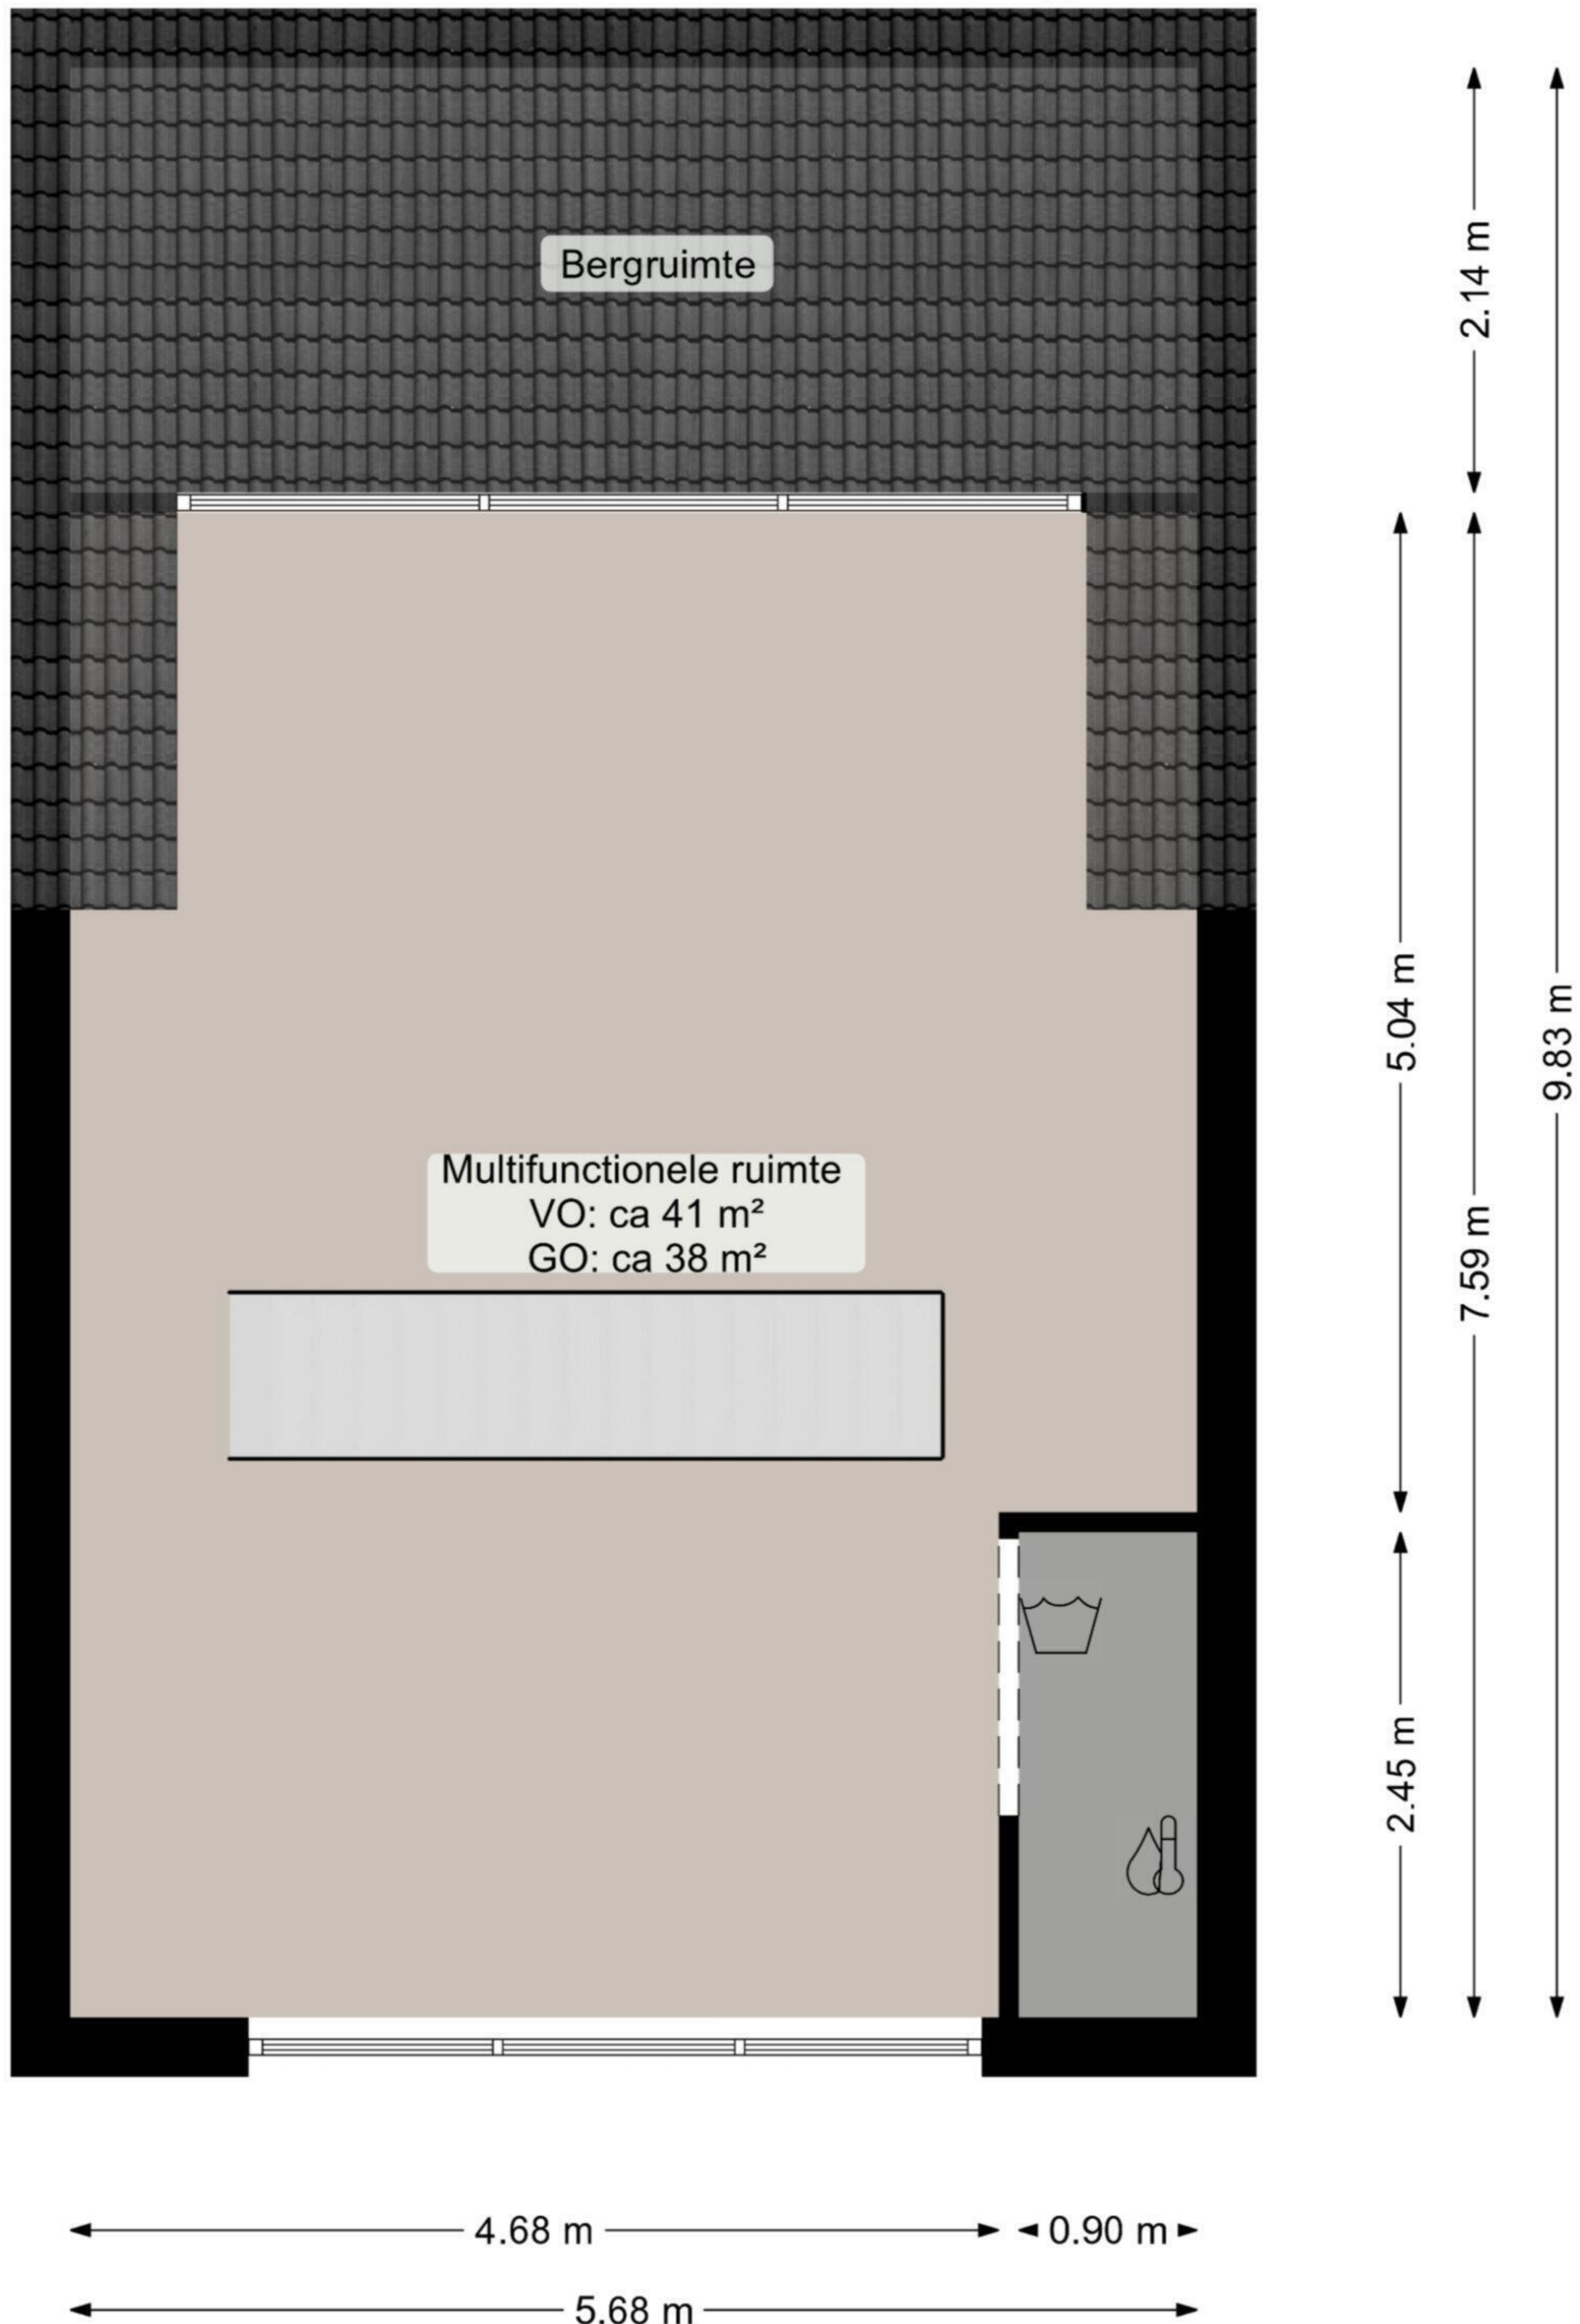 Bergruimte
2.14 m
5.04 m
9.83 m
Multifunctionele ruimte
VO: ca 41 m²
GO: ca 38 m²
7.59 m
2.45 m
4.68 m
0.90 m
5.68 m